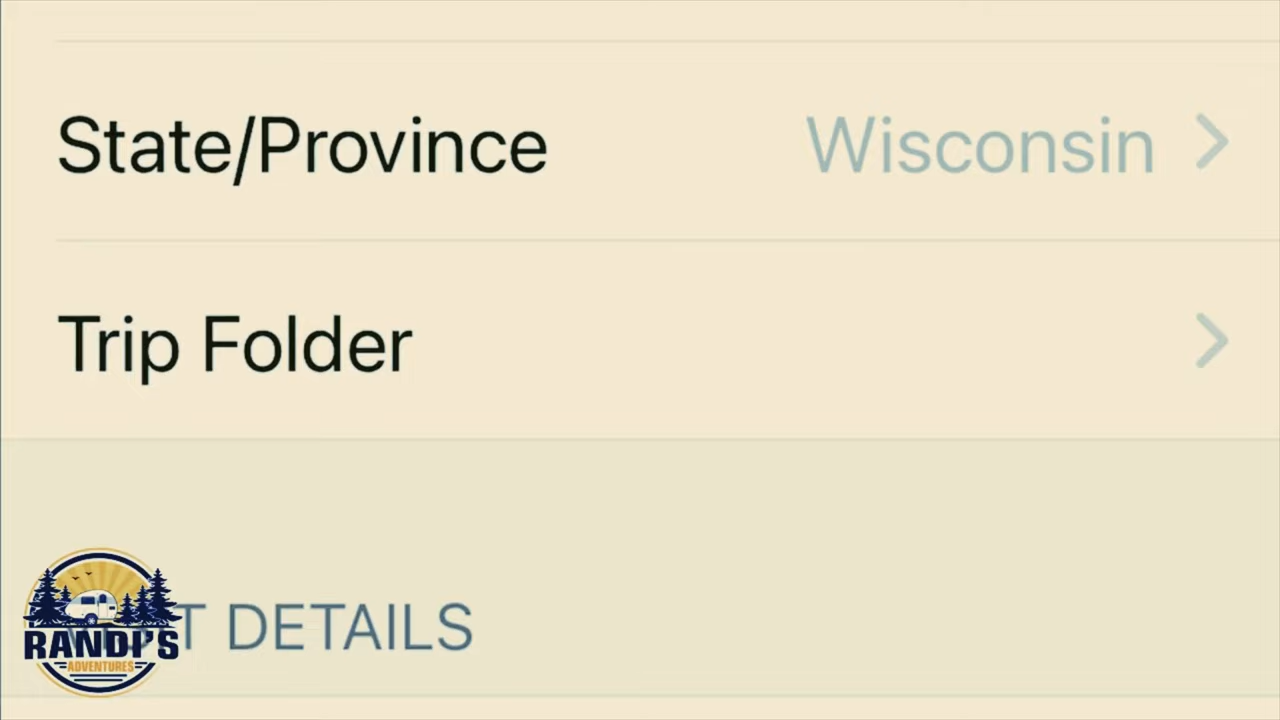 State/Province Wisconsin
Trip Folder
DETAILS
RANDI'S
ADVENTURES